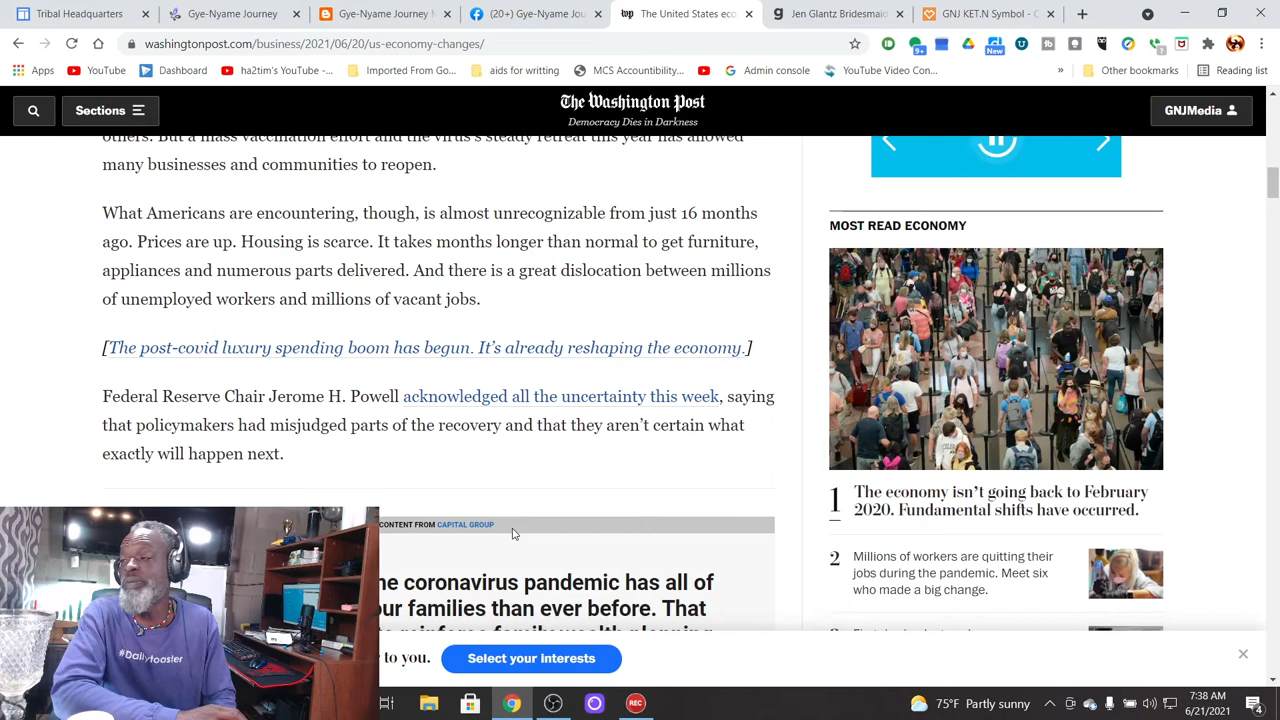 Tribal Headquarters
Gye-Nyame Journey
Gye-Nyame Journey M
(20+) Gye-Nyame Jou
The United States eco
Jen Glantz Bridesmaid
GNJ KET.N Symbol - C
washingtonpost.com/business/2021/06/20/us-economy-changes/
9+
New
Apps
YouTube
Dashboard
ha2tim's YouTube -...
Imported From Go...
aids for writting
MCS Accountibility...
Admin console
YouTube Video Con...
»
Other bookmarks
Reading list
Sections
The Washington Post
Democracy Dies in Darkness
GNJMedia
others. But a mass vaccination effort and the virus's steady retreat this year has allowed
many businesses and communities to reopen.
What Americans are encountering, though, is almost unrecognizable from just 16 months
ago. Prices are up. Housing is scarce. It takes months longer than normal to get furniture,
appliances and numerous parts delivered. And there is a great dislocation between millions
of unemployed workers and millions of vacant jobs.
[The post-covid luxury spending boom has begun. It's already reshaping the economy.]
Federal Reserve Chair Jerome H. Powell acknowledged all the uncertainty this week, saying
that policymakers had misjudged parts of the recovery and that they aren't certain what
exactly will happen next.
CONTENT FROM CAPITAL GROUP
he coronavirus pandemic has all of
our families than ever before. That
to you.
Select your interests
MOST READ ECONOMY
1
The economy isn't going back to February
2020. Fundamental shifts have occurred.
2
Millions of workers are quitting their
jobs during the pandemic. Meet six
who made a big change.
#Dailytoaster
REC
75°F Partly sunny
7:38 AM
6/21/2021